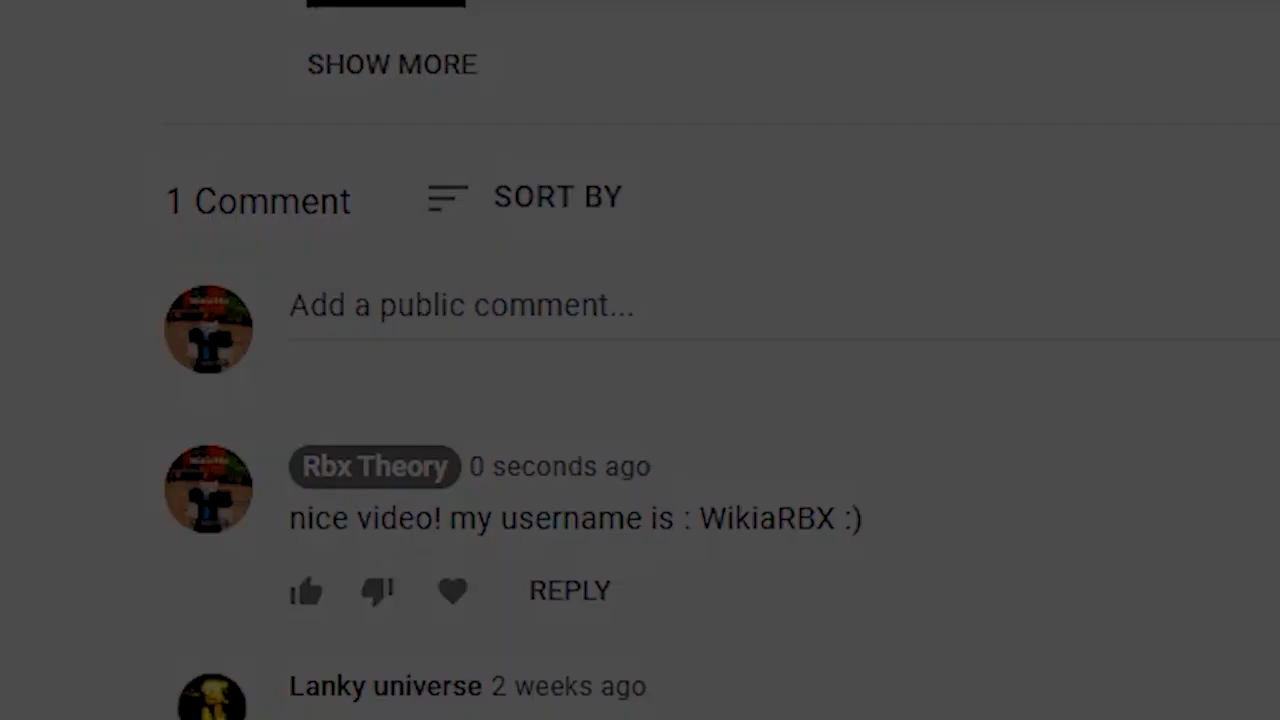 SHOW MORE
1 Comment
SORT BY
Add a public comment...
Rbx Theory 0 seconds ago
nice video! my username is : WikiaRBX :)
REPLY
Lanky universe 2 weeks ago